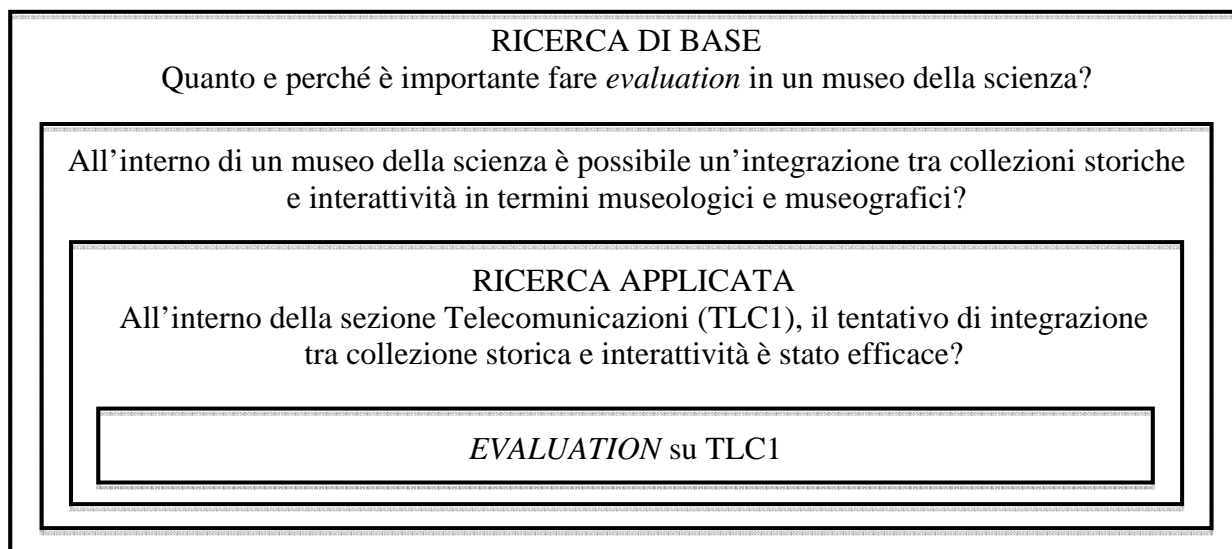 RICERCA DI BASE
Quanto e perché è importante fare evaluation in un museo della scienza?
All’interno di un museo della scienza è possibile un’integrazione tra collezioni storiche
e interattività in termini museologici e museografici?
RICERCA APPLICATA
All’interno della sezione Telecomunicazioni (TLC1), il tentativo di integrazione
tra collezione storica e interattività è stato efficace?
EVALUATION su TLC1